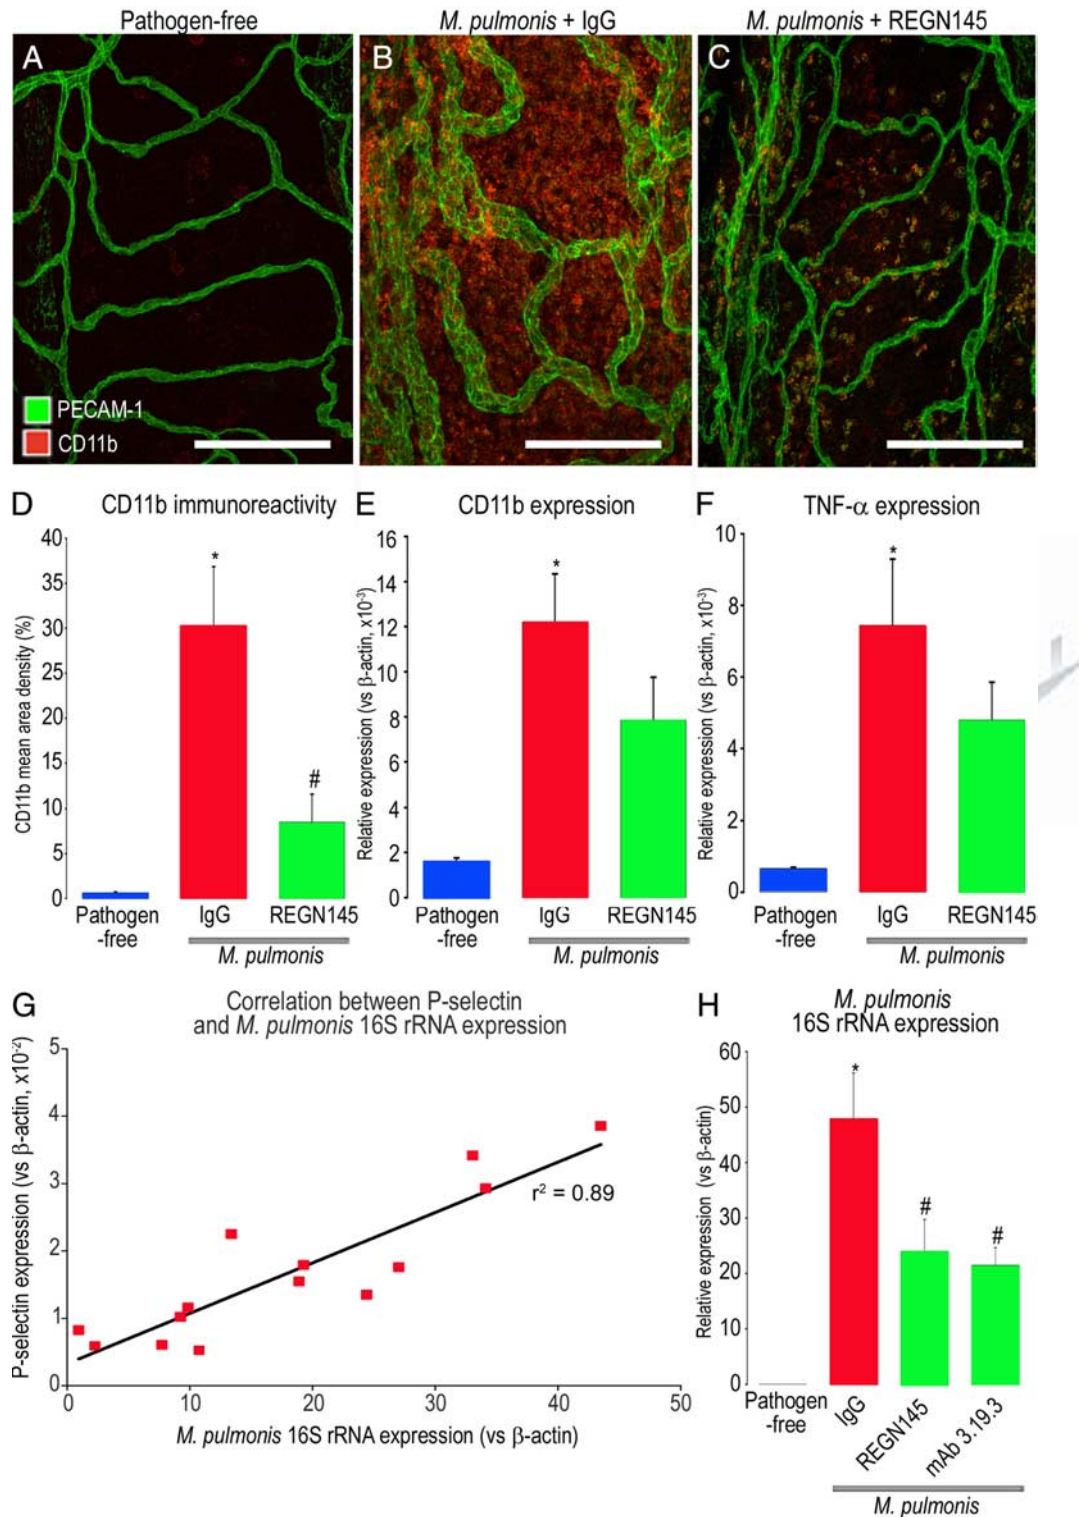 Pathogen-free
M. pulmonis + IgG
M. pulmonis + REGN145
A
B
C
PECAM-1
CD11b
D
CD11b immunoreactivity
CD11b mean area density (%)
40
35
30
25
20
15
10
5
0
*
#
Pathogen
-free
IgG
REGN145
M. pulmonis
E
CD11b expression
Relative expression (vs β-actin, x10⁻³)
16
14
12
10
8
6
4
2
0
*
Pathogen
-free
IgG
REGN145
M. pulmonis
F
TNF-α expression
Relative expression (vs β-actin, x10⁻³)
10
8
6
4
2
0
*
Pathogen
-free
IgG
REGN145
M. pulmonis
G
Correlation between P-selectin
and M. pulmonis 16S rRNA expression
P-selectin expression (vs β-actin, x10⁻²)
5
4
3
2
1
0
r² = 0.89
0
10
20
30
40
50
M. pulmonis 16S rRNA expression (vs β-actin)
H
M. pulmonis
16S rRNA expression
Relative expression (vs β-actin)
60
50
40
30
20
10
0
*
#
#
Pathogen
-free
IgG
REGN145
mAb 3.19.3
M. pulmonis